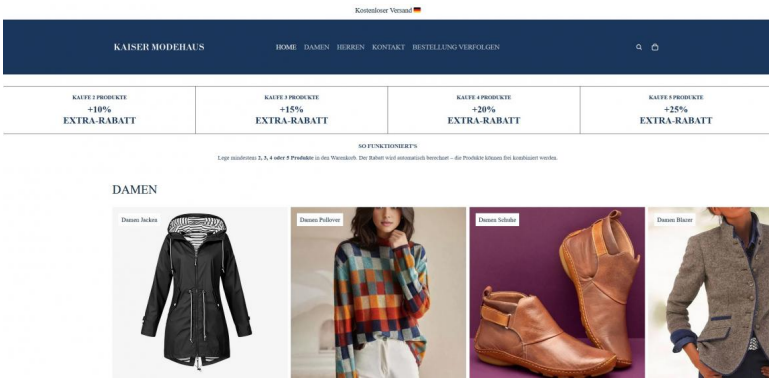 Kostenloser Versand
KAISER MODEHAUS
HOME DAMEN HERREN KONTAKT BESTELLUNG VERFOLGEN
KAUFE 2 PRODUKTE
+10%
EXTRA-RABATT
KAUFE 3 PRODUKTE
+15%
EXTRA-RABATT
KAUFE 4 PRODUKTE
+20%
EXTRA-RABATT
KAUFE 5 PRODUKTE
+25%
EXTRA-RABATT
SO FUNKTIONIERT'S
Lege mindestens 2, 3, 4 oder 5 Produkte in den Warenkorb. Der Rabatt wird automatisch berechnet – die Produkte können frei kombiniert werden.
DAMEN
Damen Jacken
Damen Pullover
Damen Schuhe
Damen Blazer